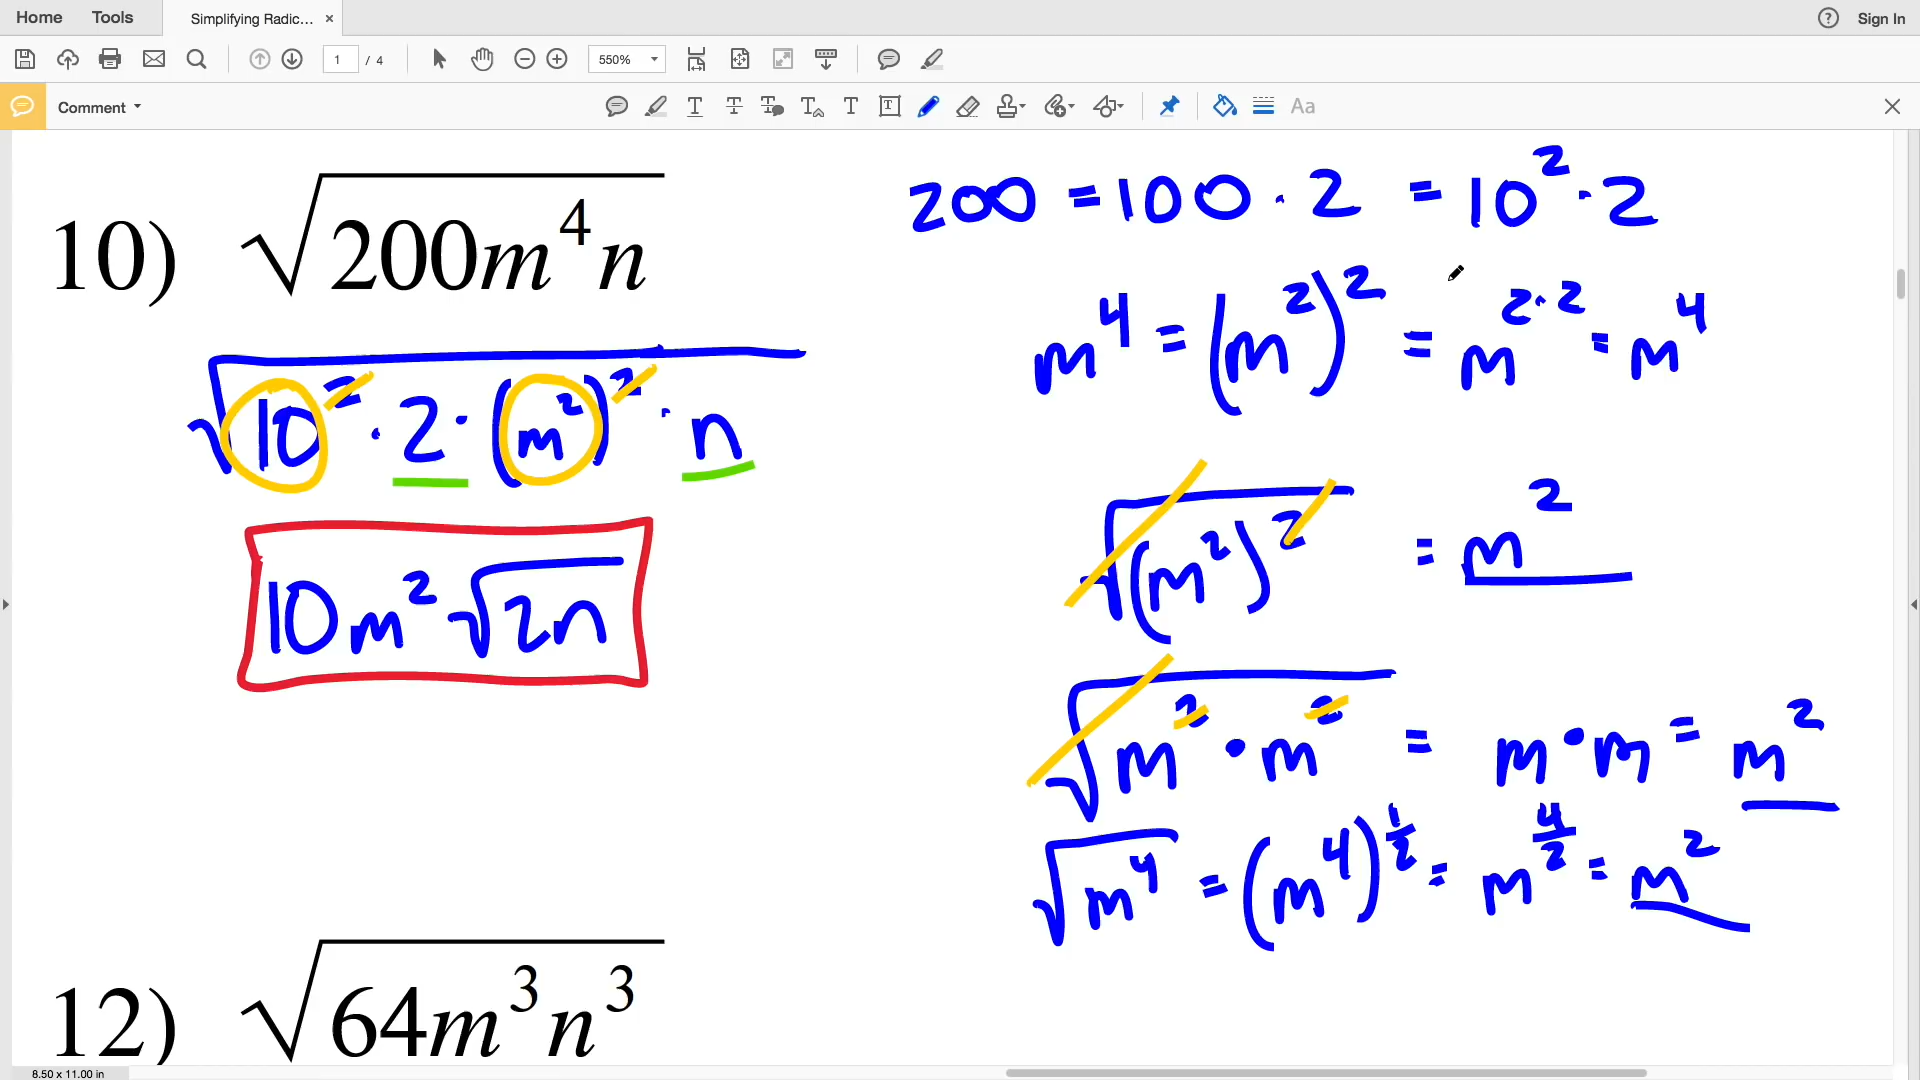 Home Tools Simplifying Radic... × ? Sign In
1 / 4 550%
Comment T T T T T T Aa
10) √200m⁴n
200 = 100 · 2 = 10² · 2
m⁴ = (m²)² = m²·² = m⁴
√10² · 2 · (m²)² · n
√(m²)² = m²
10m²√2n
√m² · m² = m · m = m²
√m⁴ = (m⁴)^½ = m^4/2 = m²
12) √64m³n³
8.50 x 11.00 in